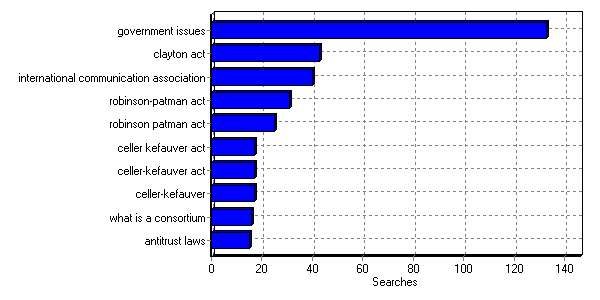 government issues
clayton act
international communication association
robinson-patman act
robinson patman act
celler kefauver act
celler-kefauver act
celler-kefauver
what is a consortium
antitrust laws
0 20 40 60 80 100 120 140
Searches